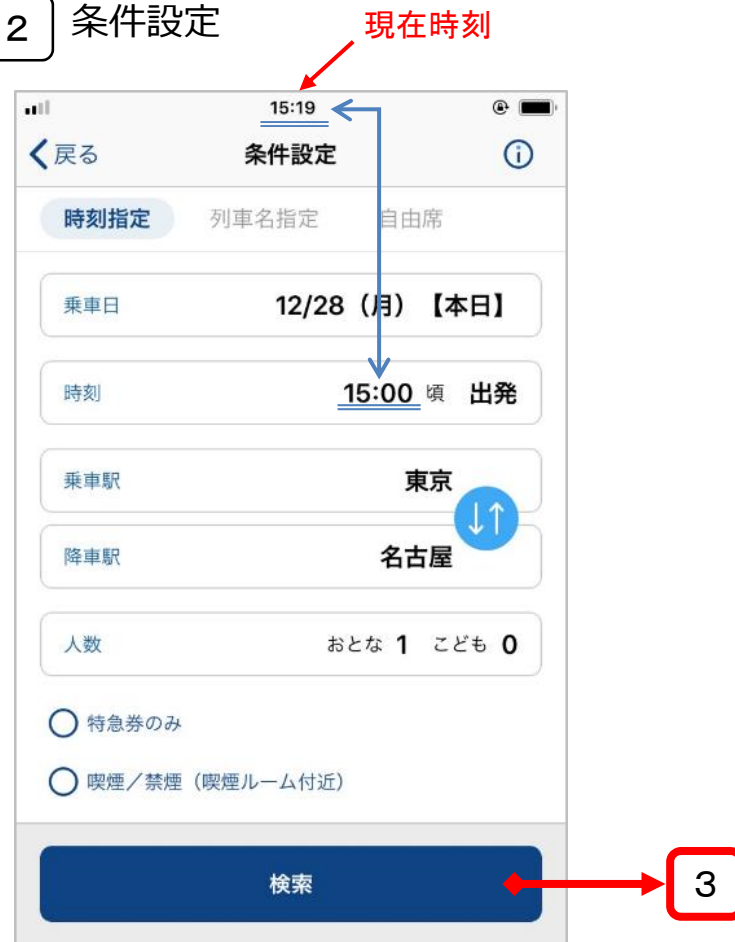 2 条件設定
現在時刻
15:19
戻る 条件設定
時刻指定 列車名指定 自由席
乗車日 12/28（月）【本日】
時刻 15:00 頃 出発
乗車駅 東京
降車駅 名古屋
人数 おとな 1 こども 0
特急券のみ
喫煙／禁煙（喫煙ルーム付近）
検索
3